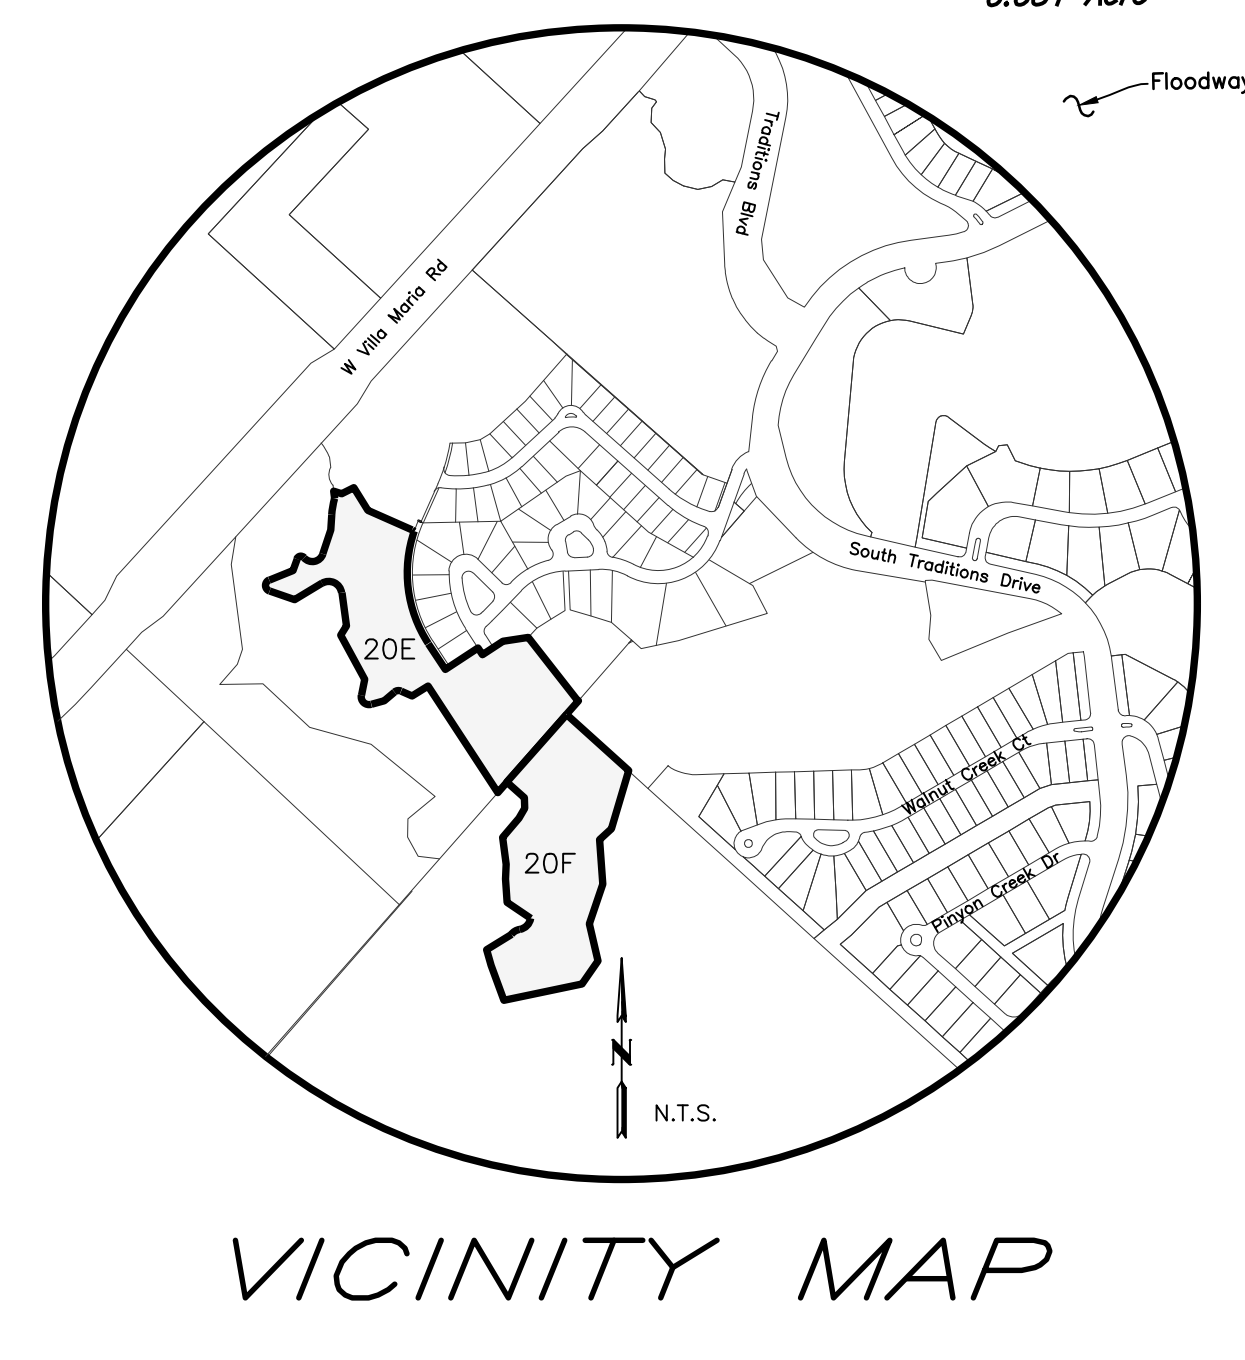 Floodway
Traditions Blvd
W Villa Maria Rd
South Traditions Drive
20E
Walnut Creek Ct
20F
Pinyon Creek Dr
N
N.T.S.
VICINITY MAP